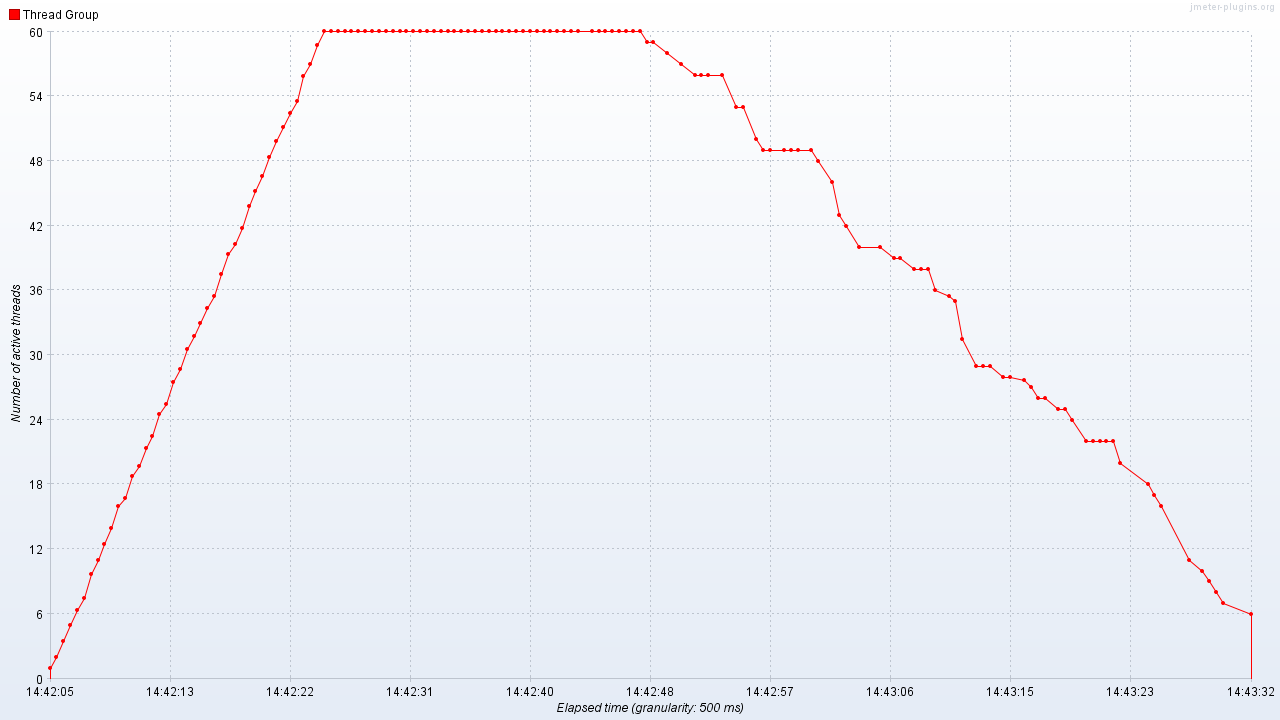 jmeter-plugins.org
Thread Group
60
54
48
42
36
30
24
18
12
6
0
Number of active threads
14:42:05 14:42:13 14:42:22 14:42:31 14:42:40 14:42:48 14:42:57 14:43:06 14:43:15 14:43:23 14:43:32
Elapsed time (granularity: 500 ms)